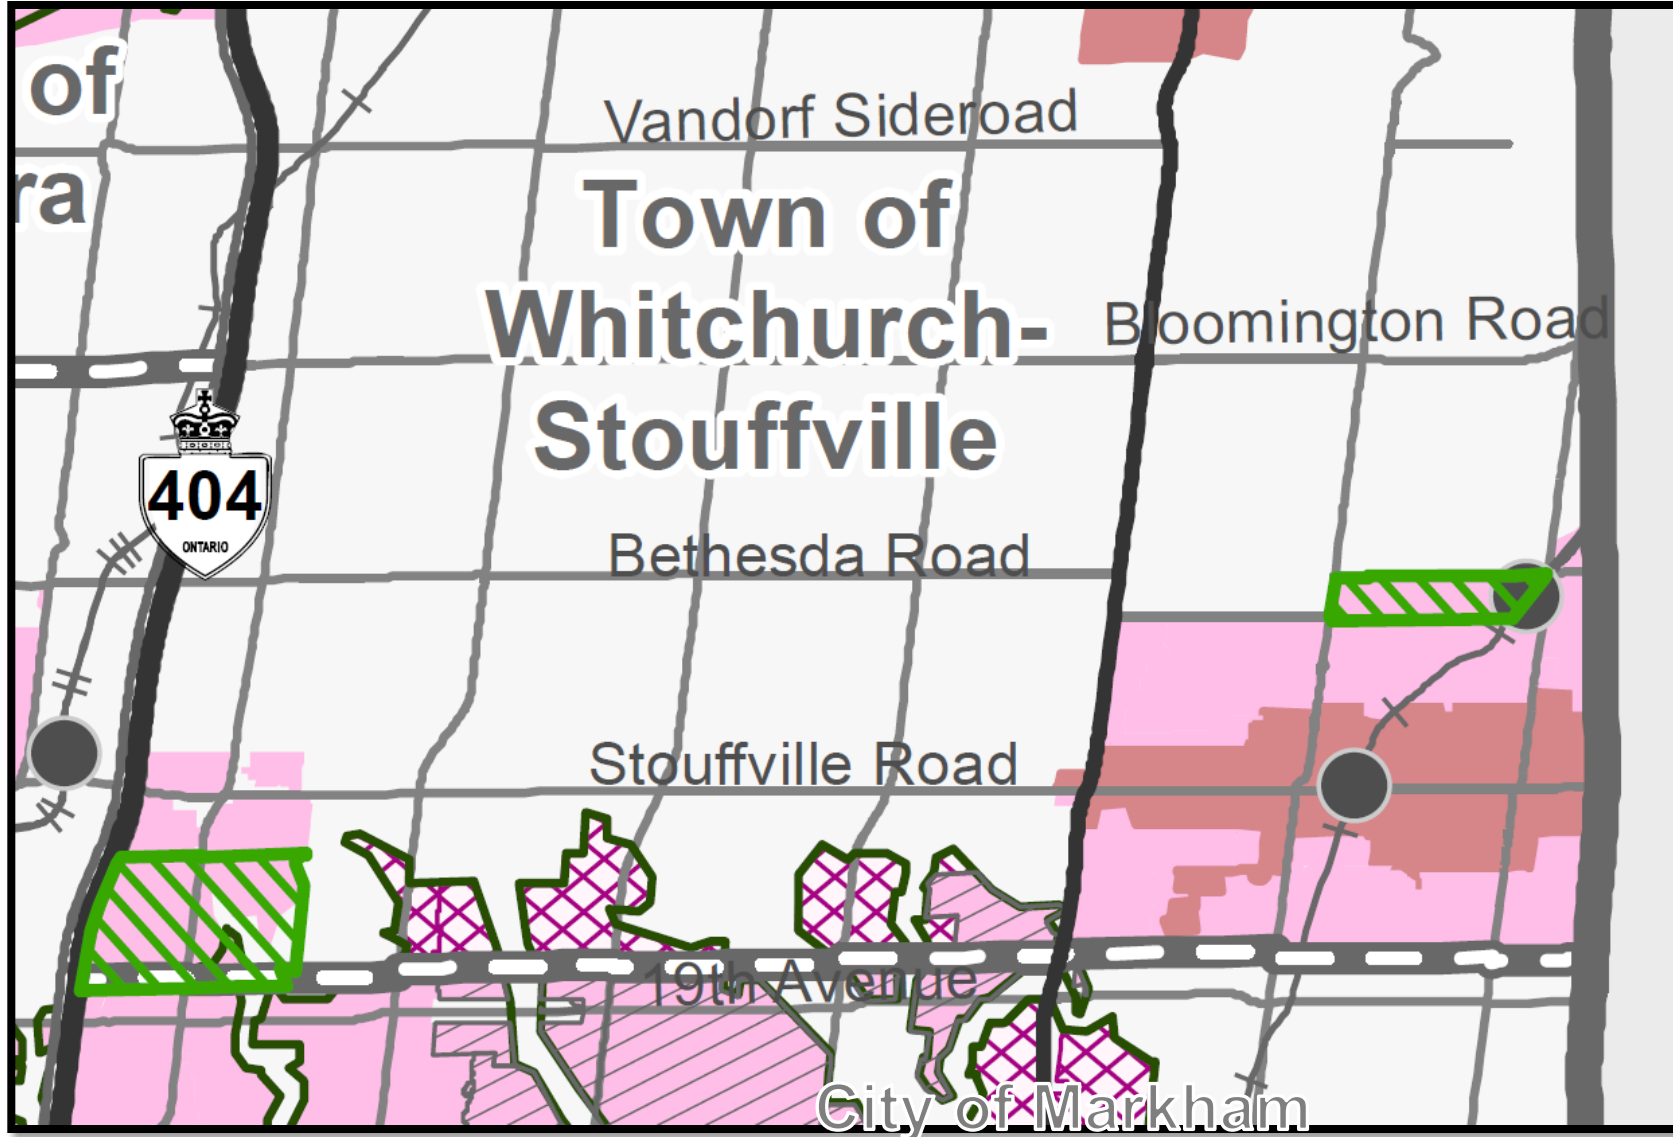 of
Vandorf Sideroad
ra
Town of
Whitchurch-
Stouffville
Bloomington Road
404
ONTARIO
Bethesda Road
Stouffville Road
19th Avenue
City of Markham